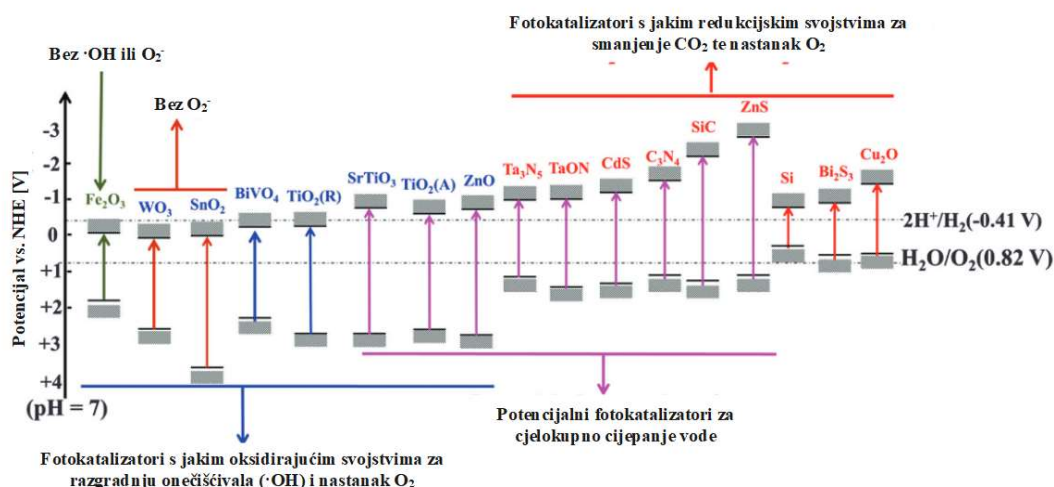 Fotokatalizatori s jakim redukcijskim svojstvima za
smanjenje CO₂ te nastanak O₂
Bez ·OH ili O₂⁻
Bez O₂⁻
Potencijal vs. NHE [V]
-3
-2
-1
0
+1
+2
+3
+4
(pH = 7)
Fe₂O₃
WO₃
SnO₂
BiVO₄
TiO₂(R)
SrTiO₃
TiO₂(A)
ZnO
Ta₃N₅
TaON
CdS
C₃N₄
SiC
ZnS
Si
Bi₂S₃
Cu₂O
2H⁺/H₂(-0.41 V)
H₂O/O₂(0.82 V)
Potencijalni fotokatalizatori za
cjelokupno cijepanje vode
Fotokatalizatori s jakim oksidirajućim svojstvima za
razgradnju onečišćivala (·OH) i nastanak O₂